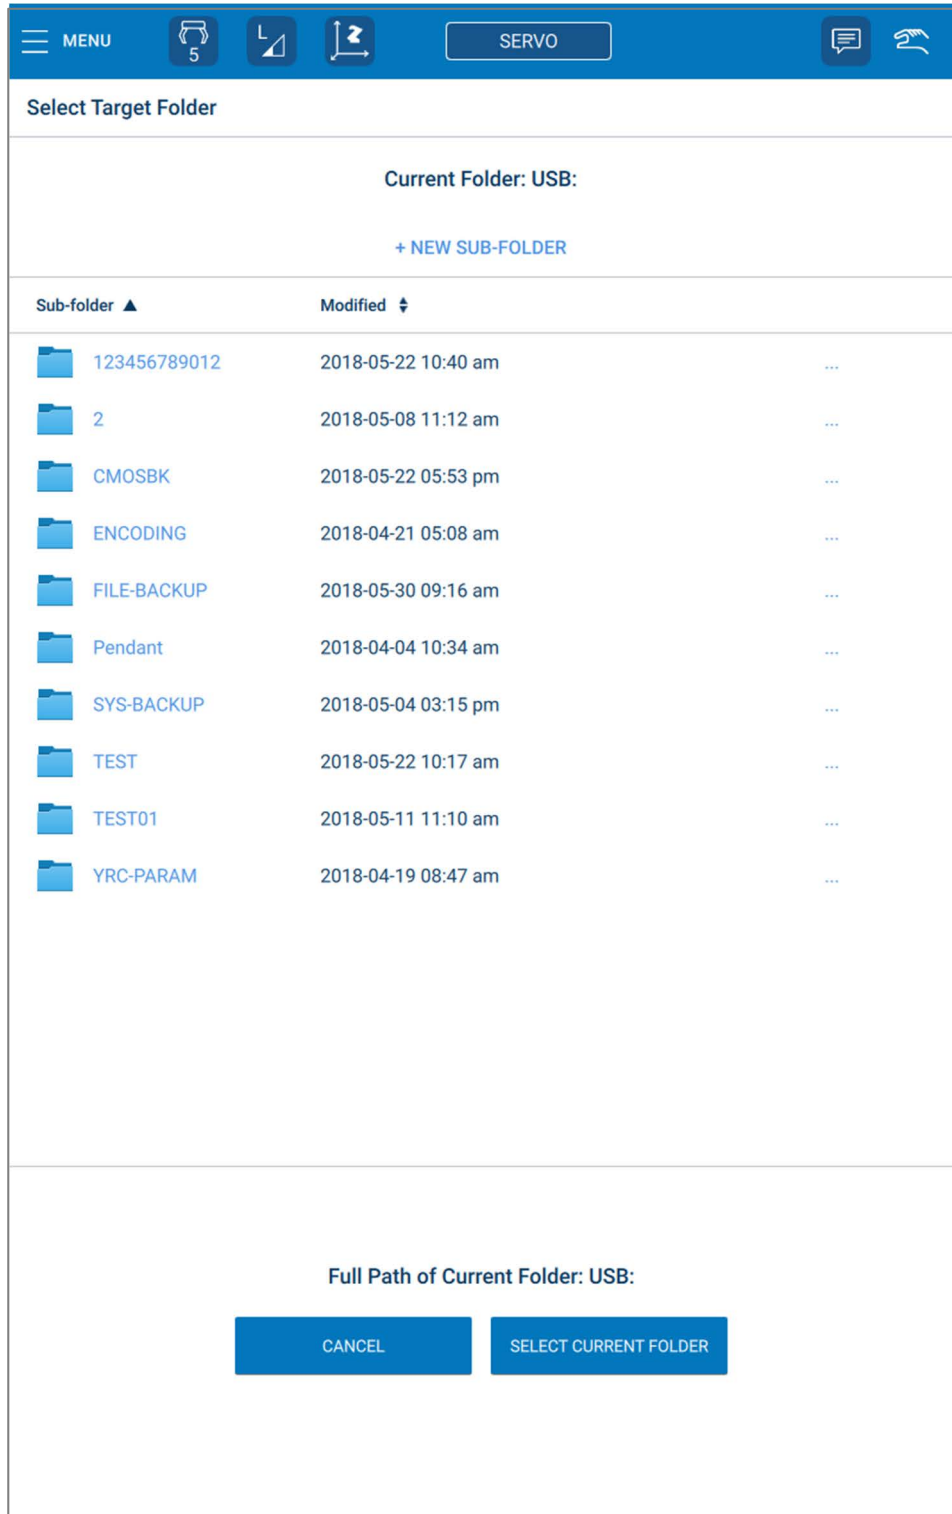 MENU 5 L Z SERVO
Select Target Folder
Current Folder: USB:
+ NEW SUB-FOLDER
Sub-folder ▲ Modified
123456789012 2018-05-22 10:40 am ...
2 2018-05-08 11:12 am ...
CMOSBK 2018-05-22 05:53 pm ...
ENCODING 2018-04-21 05:08 am ...
FILE-BACKUP 2018-05-30 09:16 am ...
Pendant 2018-04-04 10:34 am ...
SYS-BACKUP 2018-05-04 03:15 pm ...
TEST 2018-05-22 10:17 am ...
TEST01 2018-05-11 11:10 am ...
YRC-PARAM 2018-04-19 08:47 am ...
Full Path of Current Folder: USB:
CANCEL SELECT CURRENT FOLDER